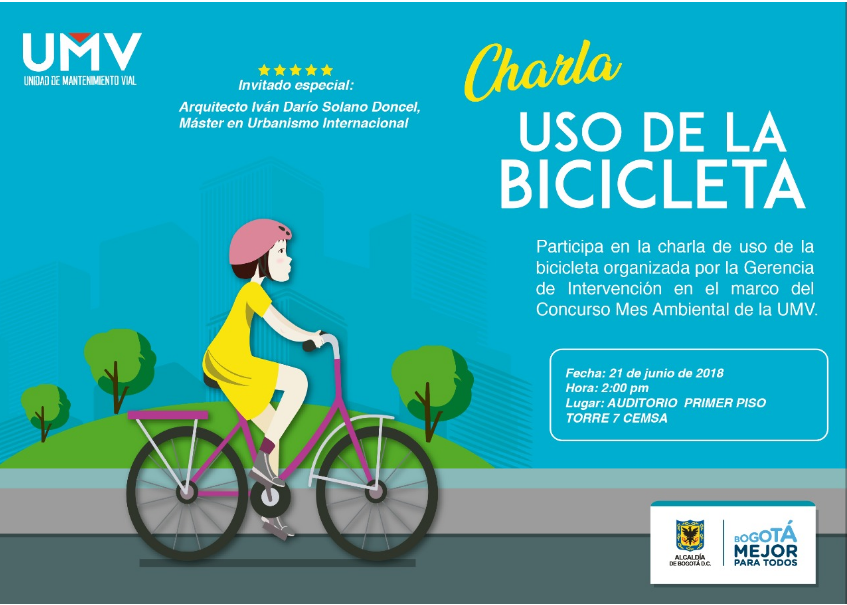 UMV
UNIDAD DE MANTENIMIENTO VIAL
Invitado especial:
Arquitecto Iván Darío Solano Doncel,
Máster en Urbanismo Internacional
Charla
USO DE LA
BICICLETA
Participa en la charla de uso de la
bicicleta organizada por la Gerencia
de Intervención en el marco del
Concurso Mes Ambiental de la UMV.
Fecha: 21 de junio de 2018
Hora: 2:00 pm
Lugar: AUDITORIO PRIMER PISO
TORRE 7 CEMSA
ALCALDÍA
DE BOGOTÁ D.C.
BOGOTÁ
MEJOR
PARA TODOS